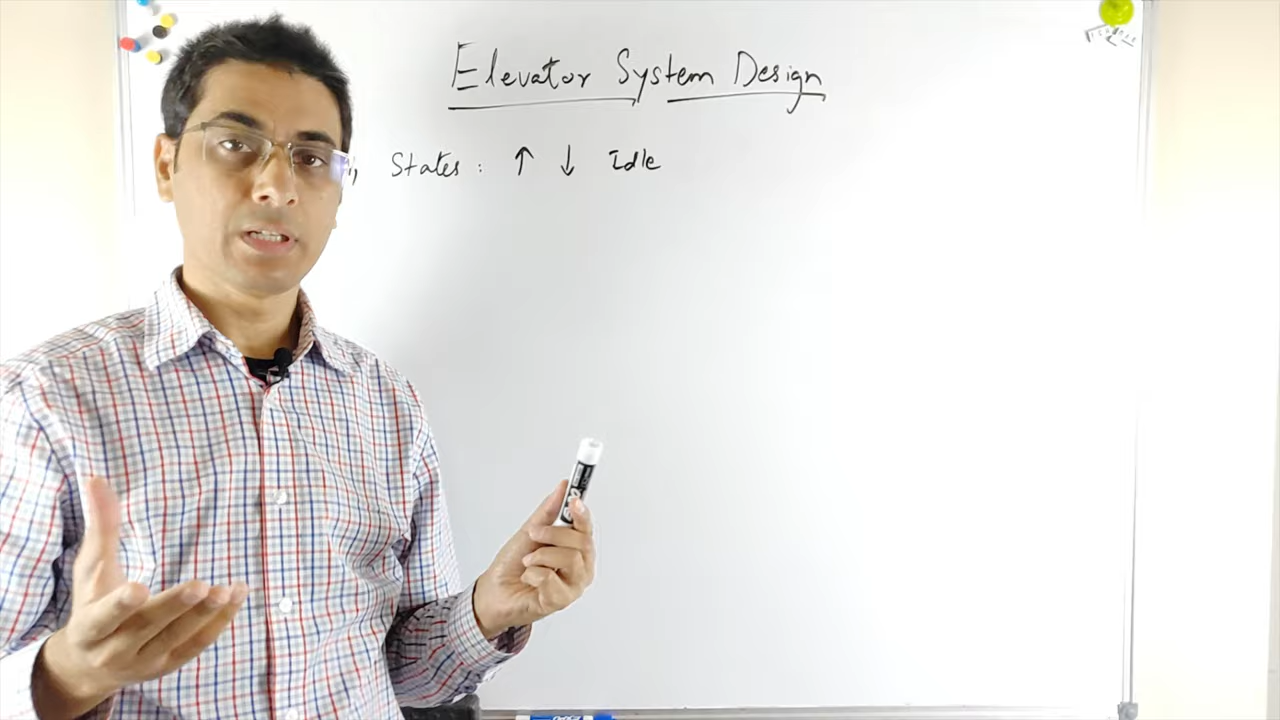 Elevator System Design
States : ↑ ↓ Idle